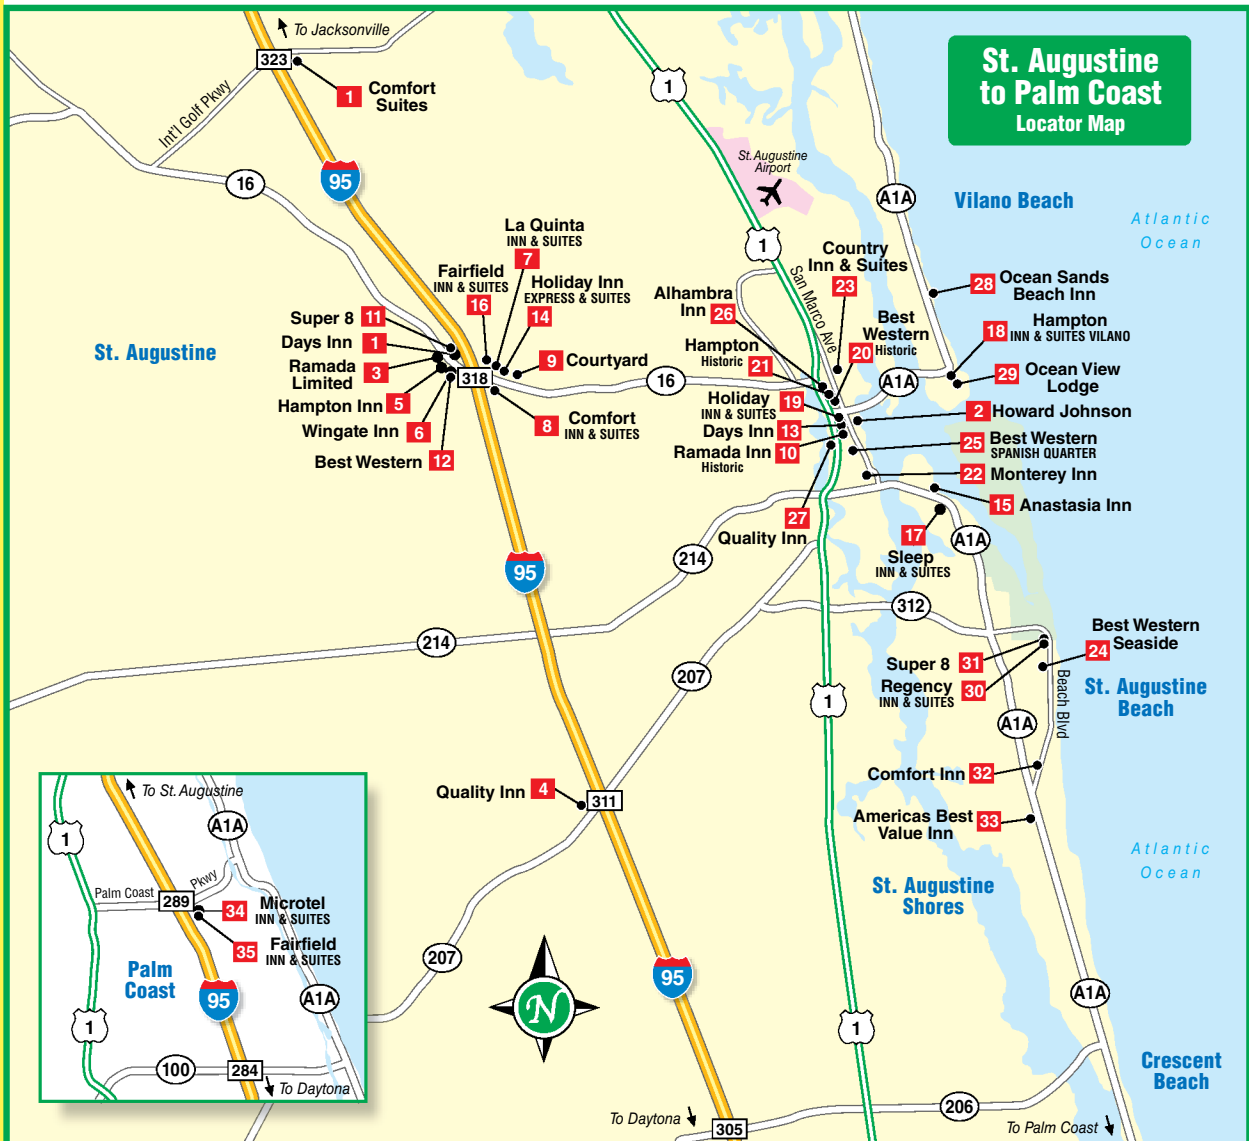 To Jacksonville
323
1 Comfort
Suites
Int'l Golf Pkwy
1
St. Augustine
to Palm Coast
Locator Map
St. Augustine
Airport
95
16
A1A
Vilano Beach
Atlantic
Ocean
La Quinta
INN & SUITES
7
1
Country
Inn & Suites
23
San Marco Ave
Fairfield
INN & SUITES
16
Holiday Inn
EXPRESS & SUITES
14
Alhambra
Inn 26
28 Ocean Sands
Beach Inn
Super 8 11
Days Inn 1
Ramada
Limited 3
Hampton Inn 5
Wingate Inn 6
Best Western 12
St. Augustine
318
9 Courtyard
8 Comfort
INN & SUITES
16
Best
Western
20 Historic
Hampton
Historic
21
18 Hampton
INN & SUITES VILANO
A1A
29 Ocean View
Lodge
Holiday 19
INN & SUITES
Days Inn 13
Ramada Inn 10
Historic
2 Howard Johnson
25 Best Western
SPANISH QUARTER
22 Monterey Inn
15 Anastasia Inn
27
Quality Inn
17
Sleep
INN & SUITES
A1A
214
95
312
214
207
Best Western
Seaside
24
Super 8 31
Regency
INN & SUITES
30
St. Augustine
Beach
Beach Blvd
1
A1A
Comfort Inn 32
Quality Inn 4
311
Americas Best
Value Inn
33
Atlantic
Ocean
St. Augustine
Shores
207
95
N
A1A
1
Crescent
Beach
206
To Daytona
305
To Palm Coast
To St. Augustine
1
A1A
Palm Coast Pkwy
289
34 Microtel
INN & SUITES
35 Fairfield
INN & SUITES
Palm
Coast
95
A1A
1
100
284
To Daytona